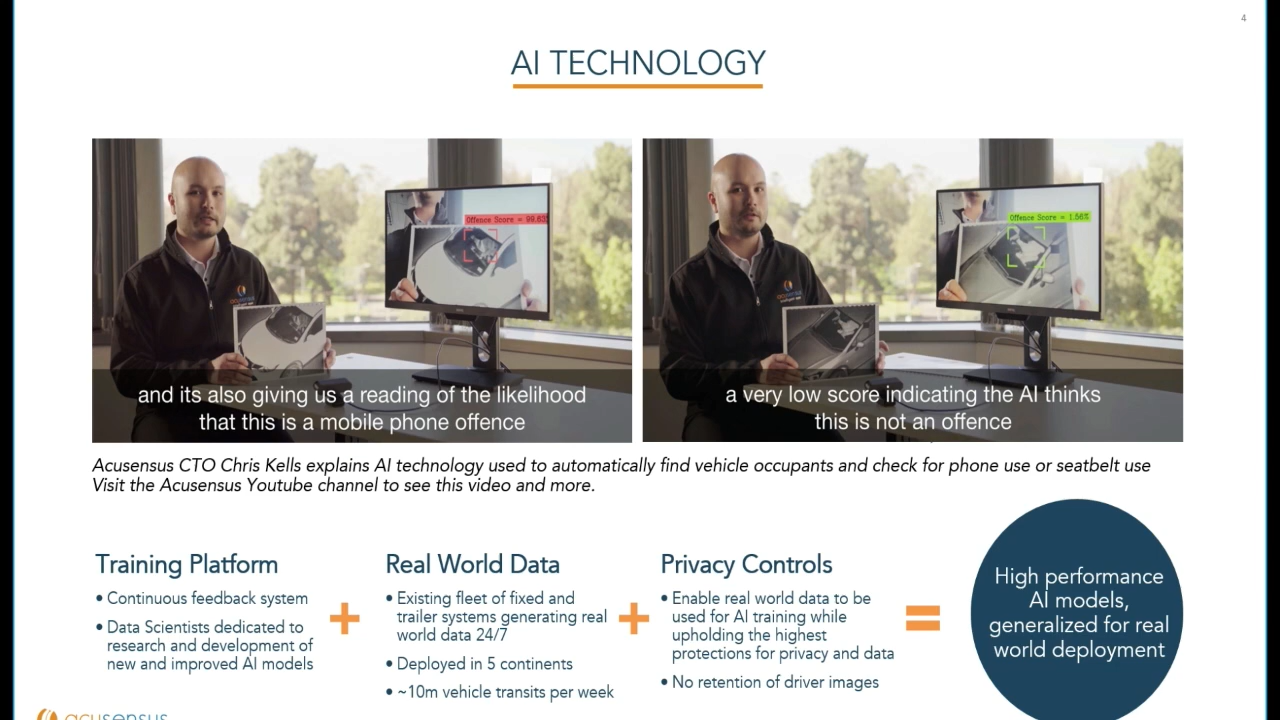 4
AI TECHNOLOGY
Offence Score = 99.83%
and its also giving us a reading of the likelihood
that this is a mobile phone offence
Offence Score = 1.56%
a very low score indicating the AI thinks
this is not an offence
Acusensus CTO Chris Kells explains AI technology used to automatically find vehicle occupants and check for phone use or seatbelt use
Visit the Acusensus Youtube channel to see this video and more.
Training Platform
• Continuous feedback system
• Data Scientists dedicated to
research and development of
new and improved AI models
+
Real World Data
• Existing fleet of fixed and
trailer systems generating real
world data 24/7
• Deployed in 5 continents
• ~10m vehicle transits per week
+
Privacy Controls
• Enable real world data to be
used for AI training while
upholding the highest
protections for privacy and data
• No retention of driver images
=
High performance
AI models,
generalized for real
world deployment
acusensus